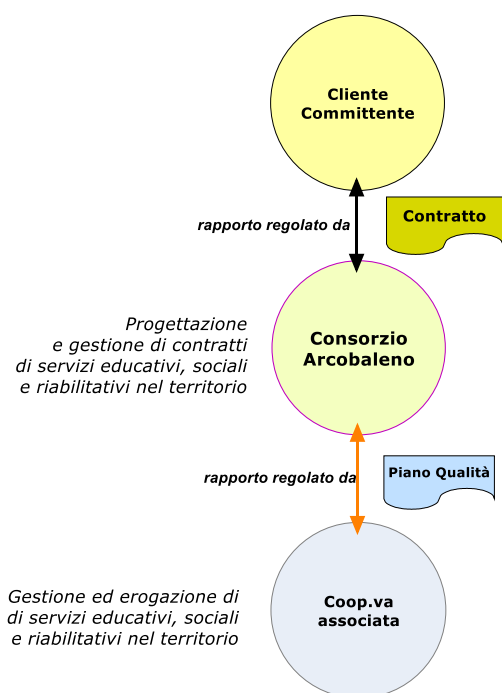 Cliente
Committente
rapporto regolato da
Contratto
Progettazione
e gestione di contratti
di servizi educativi, sociali
e riabilitativi nel territorio
Consorzio
Arcobaleno
rapporto regolato da
Piano Qualità
Gestione ed erogazione di
di servizi educativi, sociali
e riabilitativi nel territorio
Coop.va
associata